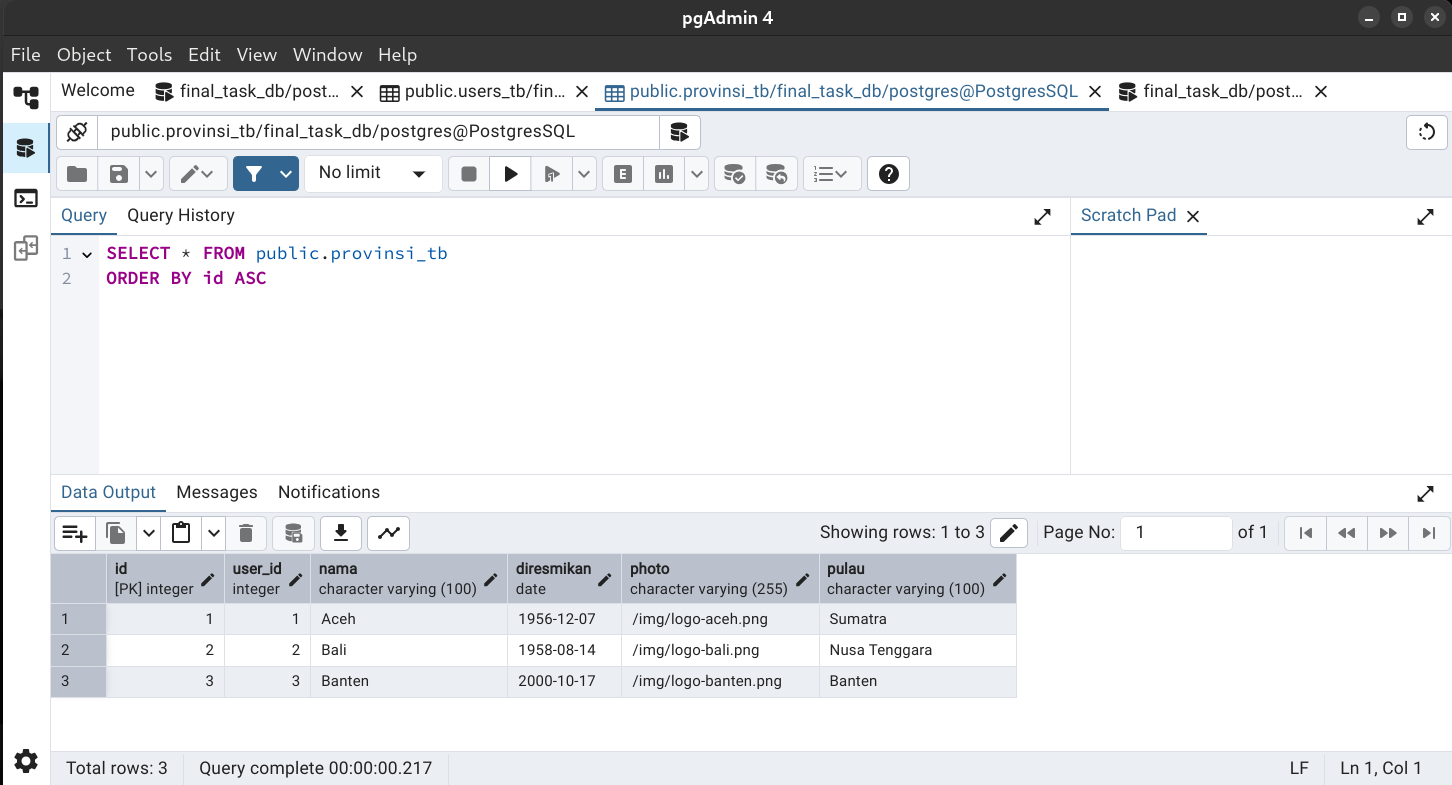 pgAdmin 4
File Object Tools Edit View Window Help
Welcome final_task_db/post... public.users_tb/fin... public.provinsi_tb/final_task_db/postgres@PostgresSQL final_task_db/post...
public.provinsi_tb/final_task_db/postgres@PostgresSQL
No limit E
Query Query History Scratch Pad
1 SELECT * FROM public.provinsi_tb
2 ORDER BY id ASC
Data Output Messages Notifications
Showing rows: 1 to 3 Page No: 1 of 1
id user_id nama diresmikan photo pulau
[PK] integer integer character varying (100) date character varying (255) character varying (100)
1 1 1 Aceh 1956-12-07 /img/logo-aceh.png Sumatra
2 2 2 Bali 1958-08-14 /img/logo-bali.png Nusa Tenggara
3 3 3 Banten 2000-10-17 /img/logo-banten.png Banten
Total rows: 3 Query complete 00:00:00.217 LF Ln 1, Col 1